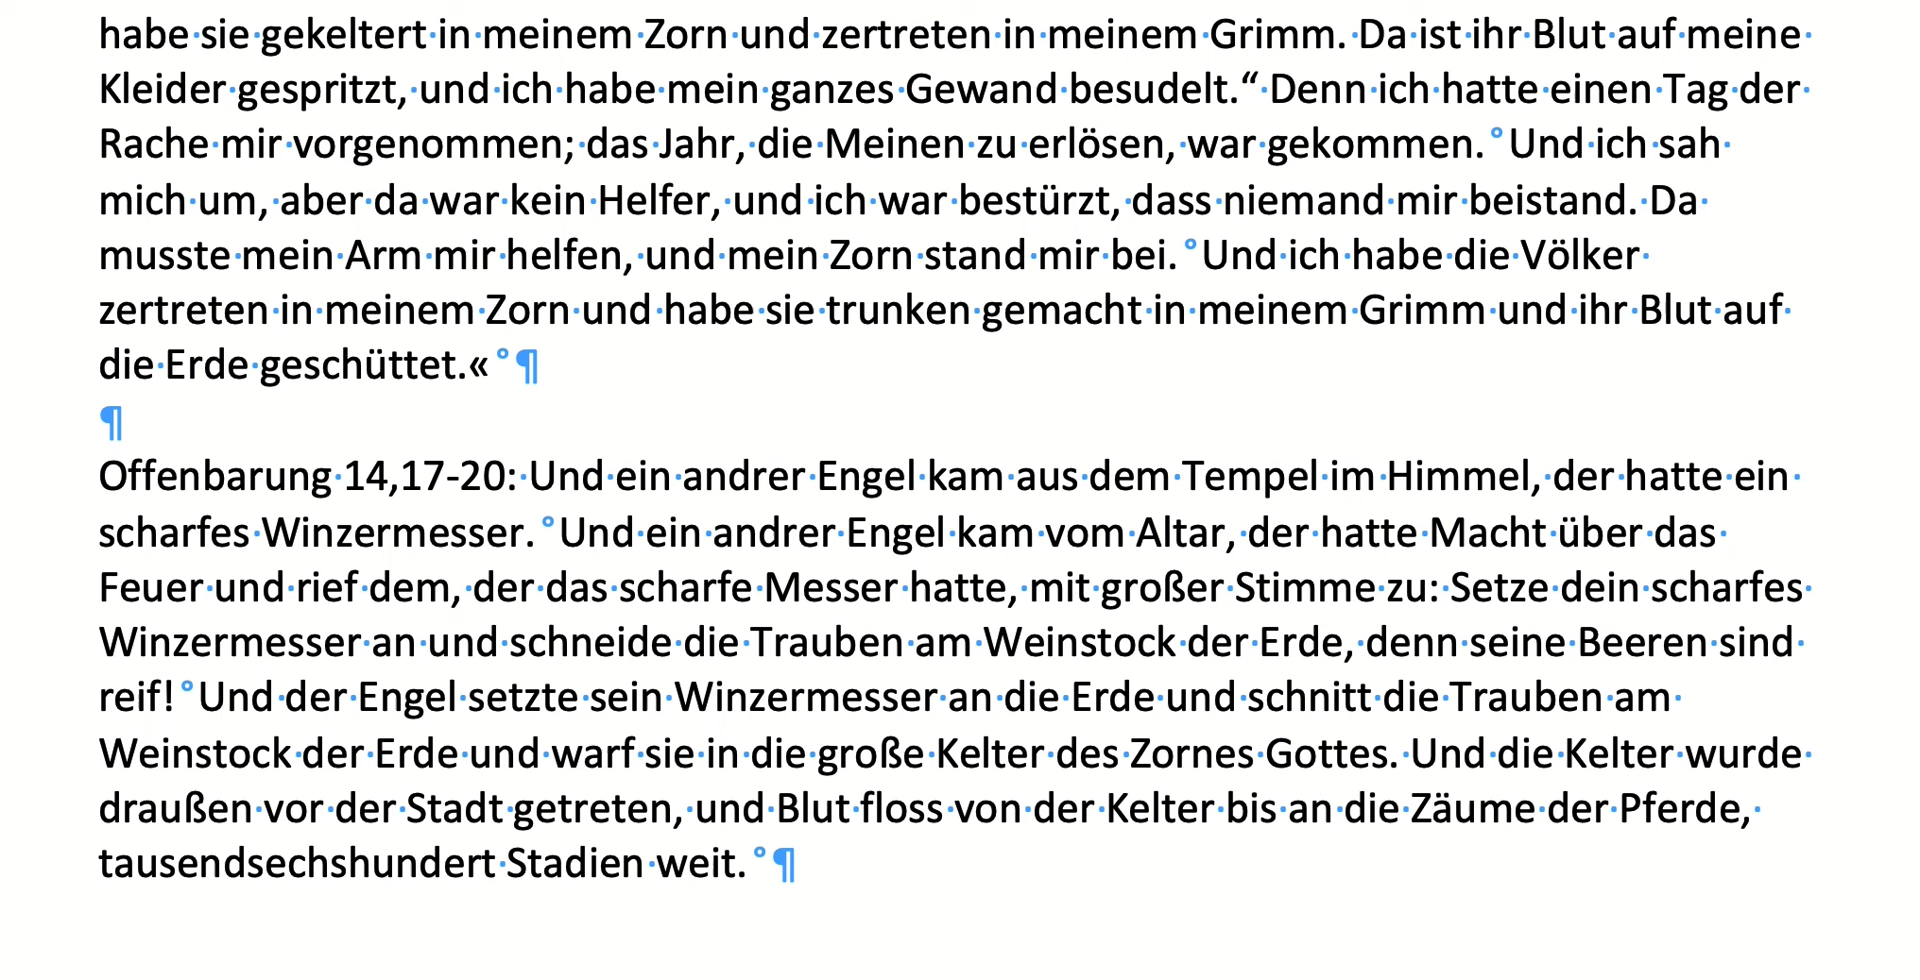 habe sie gekeltert in meinem Zorn und zertreten in meinem Grimm. Da ist ihr Blut auf meine
Kleider gespritzt, und ich habe mein ganzes Gewand besudelt.“ Denn ich hatte einen Tag der
Rache mir vorgenommen; das Jahr, die Meinen zu erlösen, war gekommen. Und ich sah
mich um, aber da war kein Helfer, und ich war bestürzt, dass niemand mir beistand. Da
musste mein Arm mir helfen, und mein Zorn stand mir bei. Und ich habe die Völker
zertreten in meinem Zorn und habe sie trunken gemacht in meinem Grimm und ihr Blut auf
die Erde geschüttet.« ¶
¶
Offenbarung 14,17-20: Und ein andrer Engel kam aus dem Tempel im Himmel, der hatte ein
scharfes Winzermesser. Und ein andrer Engel kam vom Altar, der hatte Macht über das
Feuer und rief dem, der das scharfe Messer hatte, mit großer Stimme zu: Setze dein scharfes
Winzermesser an und schneide die Trauben am Weinstock der Erde, denn seine Beeren sind
reif! Und der Engel setzte sein Winzermesser an die Erde und schnitt die Trauben am
Weinstock der Erde und warf sie in die große Kelter des Zornes Gottes. Und die Kelter wurde
draußen vor der Stadt getreten, und Blut floss von der Kelter bis an die Zäume der Pferde,
tausendsechshundert Stadien weit. ¶